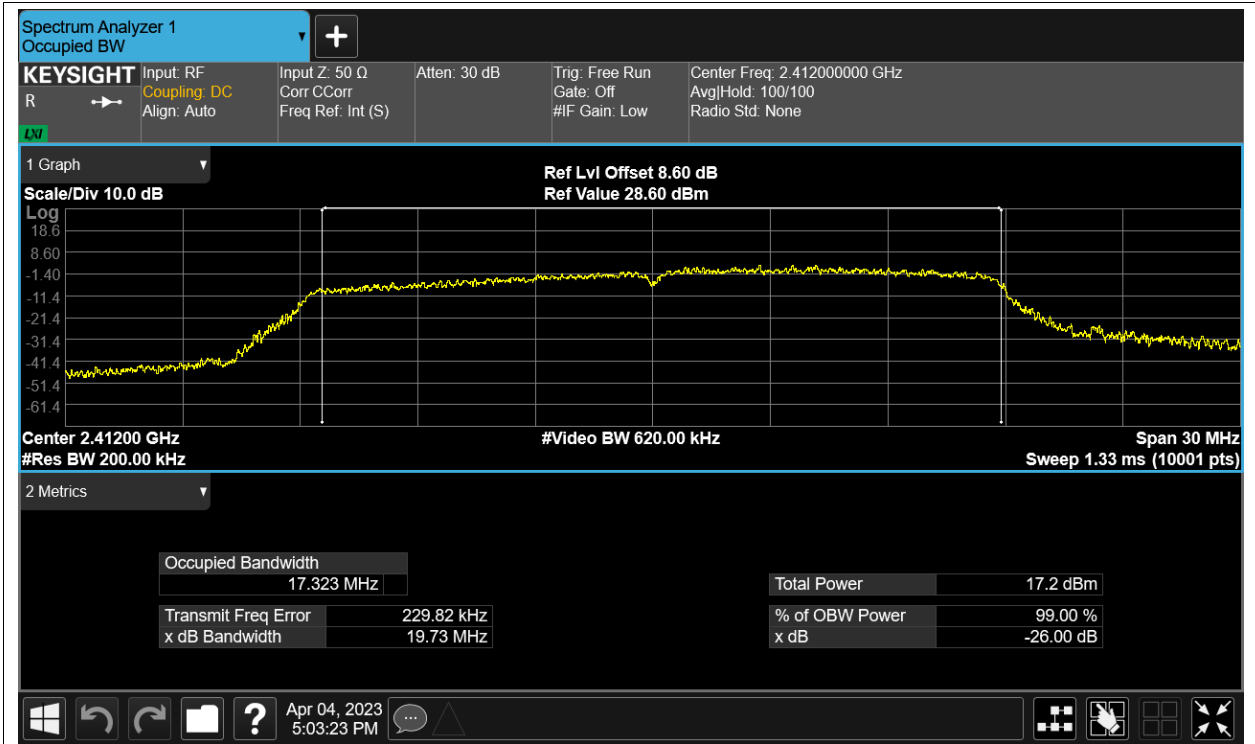 Spectrum Analyzer 1
Occupied BW
KEYSIGHT
R
LXI
Input: RF
Coupling: DC
Align: Auto
Input Z: 50 Ω
Corr CCorr
Freq Ref: Int (S)
Atten: 30 dB
Trig: Free Run
Gate: Off
#IF Gain: Low
Center Freq: 2.412000000 GHz
Avg|Hold: 100/100
Radio Std: None
1 Graph
Scale/Div 10.0 dB
Ref Lvl Offset 8.60 dB
Ref Value 28.60 dBm
Log
18.6
8.60
-1.40
-11.4
-21.4
-31.4
-41.4
-51.4
-61.4
Center 2.41200 GHz
#Video BW 620.00 kHz
Span 30 MHz
#Res BW 200.00 kHz
Sweep 1.33 ms (10001 pts)
2 Metrics
Occupied Bandwidth
17.323 MHz
Transmit Freq Error 229.82 kHz
x dB Bandwidth 19.73 MHz
Total Power 17.2 dBm
% of OBW Power 99.00 %
x dB -26.00 dB
?
Apr 04, 2023
5:03:23 PM